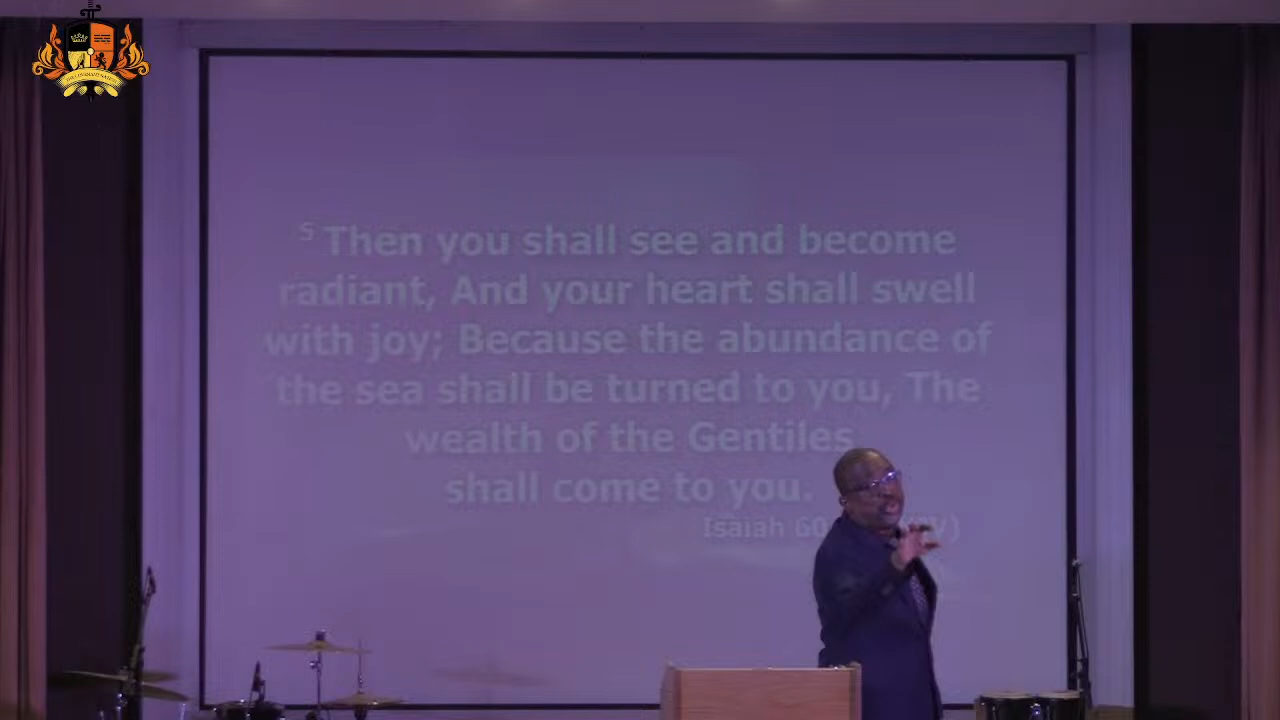 5 Then you shall see and become
radiant, And your heart shall swell
with joy; Because the abundance of
the sea shall be turned to you, The
wealth of the Gentiles
shall come to you.
Isaiah 60